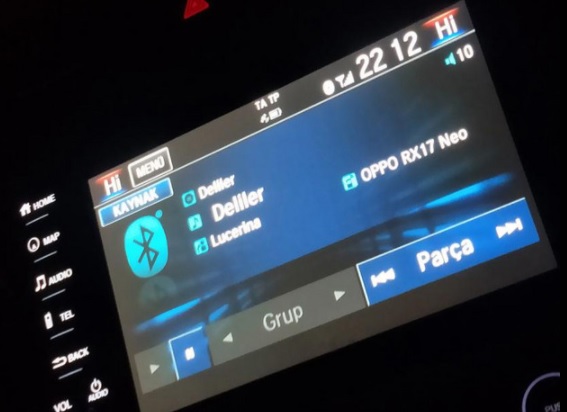 Hi
MENÜ
TA TP
22 12
Hi
10
KAYNAK
Deliler
Deliler
Lucerina
OPPO RX17 Neo
Grup
Parça
HOME
MAP
AUDIO
TEL
BACK
VOL
AUDIO